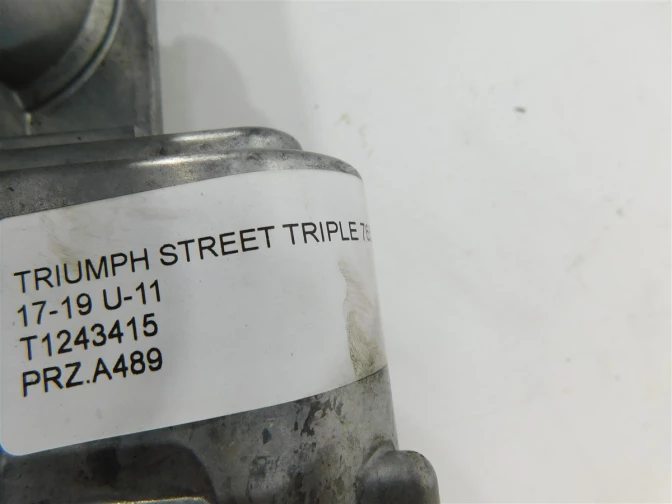 TRIUMPH STREET TRIPLE
17-19 U-11
T1243415
PRZ.A489